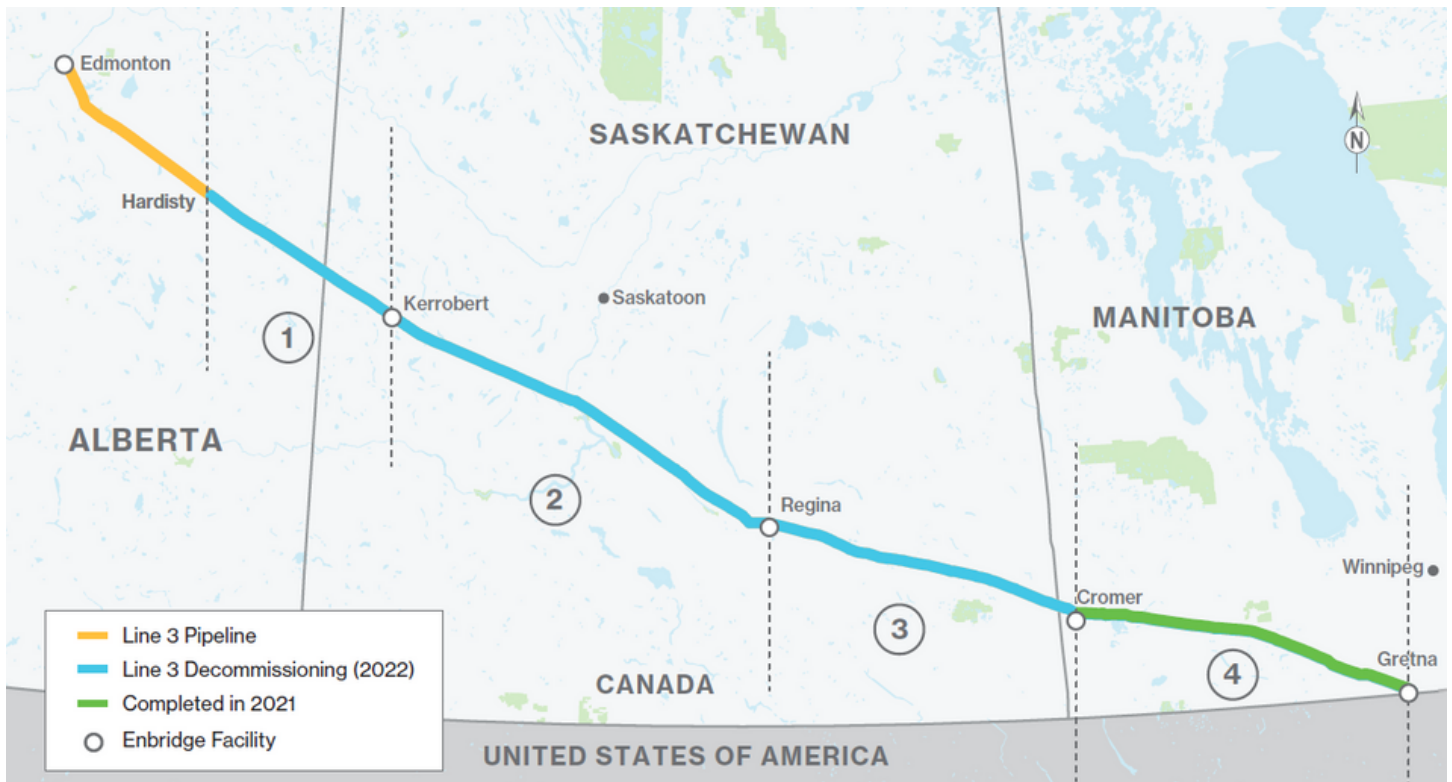 Edmonton
SASKATCHEWAN
N
Hardisty
Kerrobert
Saskatoon
1
MANITOBA
ALBERTA
2
Regina
Winnipeg
Cromer
3
Gretna
4
CANADA
Line 3 Pipeline
Line 3 Decommissioning (2022)
Completed in 2021
Enbridge Facility
UNITED STATES OF AMERICA